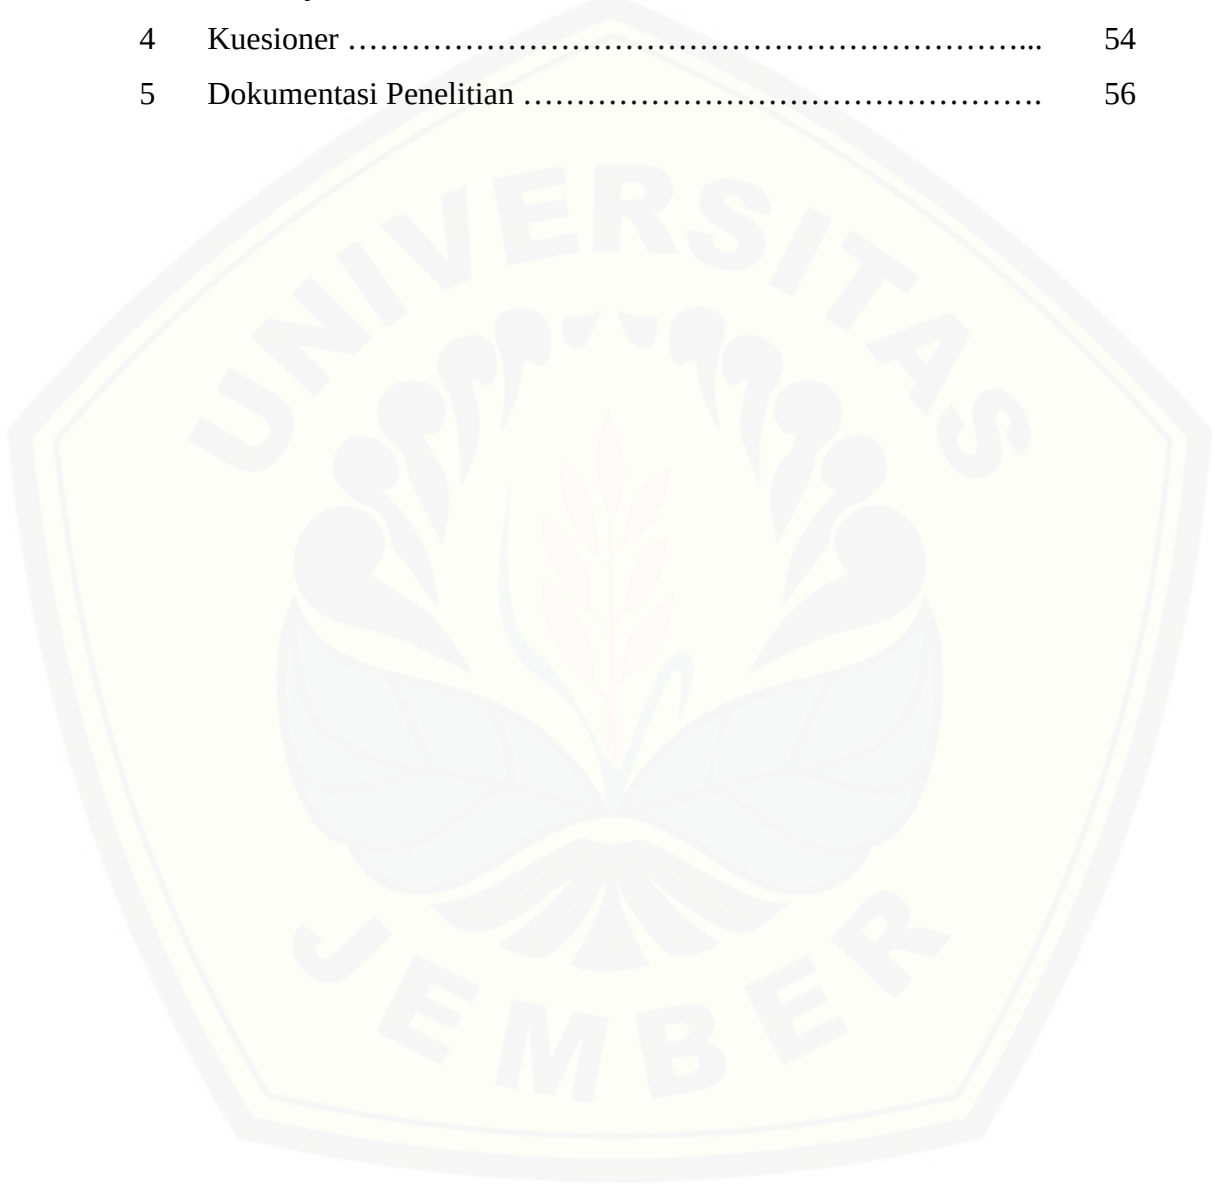 4 Kuesioner ………………………………………………………………... 54
5 Dokumentasi Penelitian …………………………………………………. 56
UNIVERSITAS
JEMBER